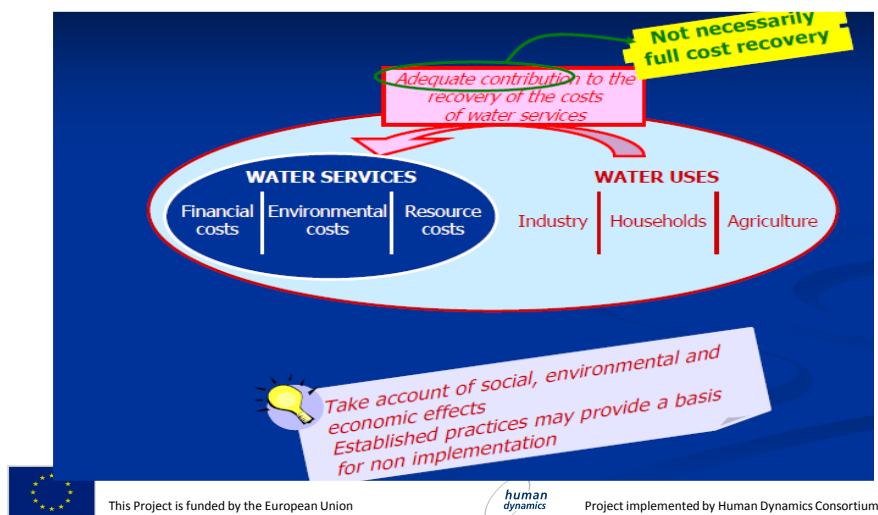 Not necessarily
full cost recovery
Adequate contribution to the
recovery of the costs
of water services
WATER SERVICES
Financial
costs
Environmental
costs
Resource
costs
WATER USES
Industry
Households
Agriculture
Take account of social, environmental and
economic effects
Established practices may provide a basis
for non implementation
This Project is funded by the European Union
human
dynamics
Project implemented by Human Dynamics Consortium